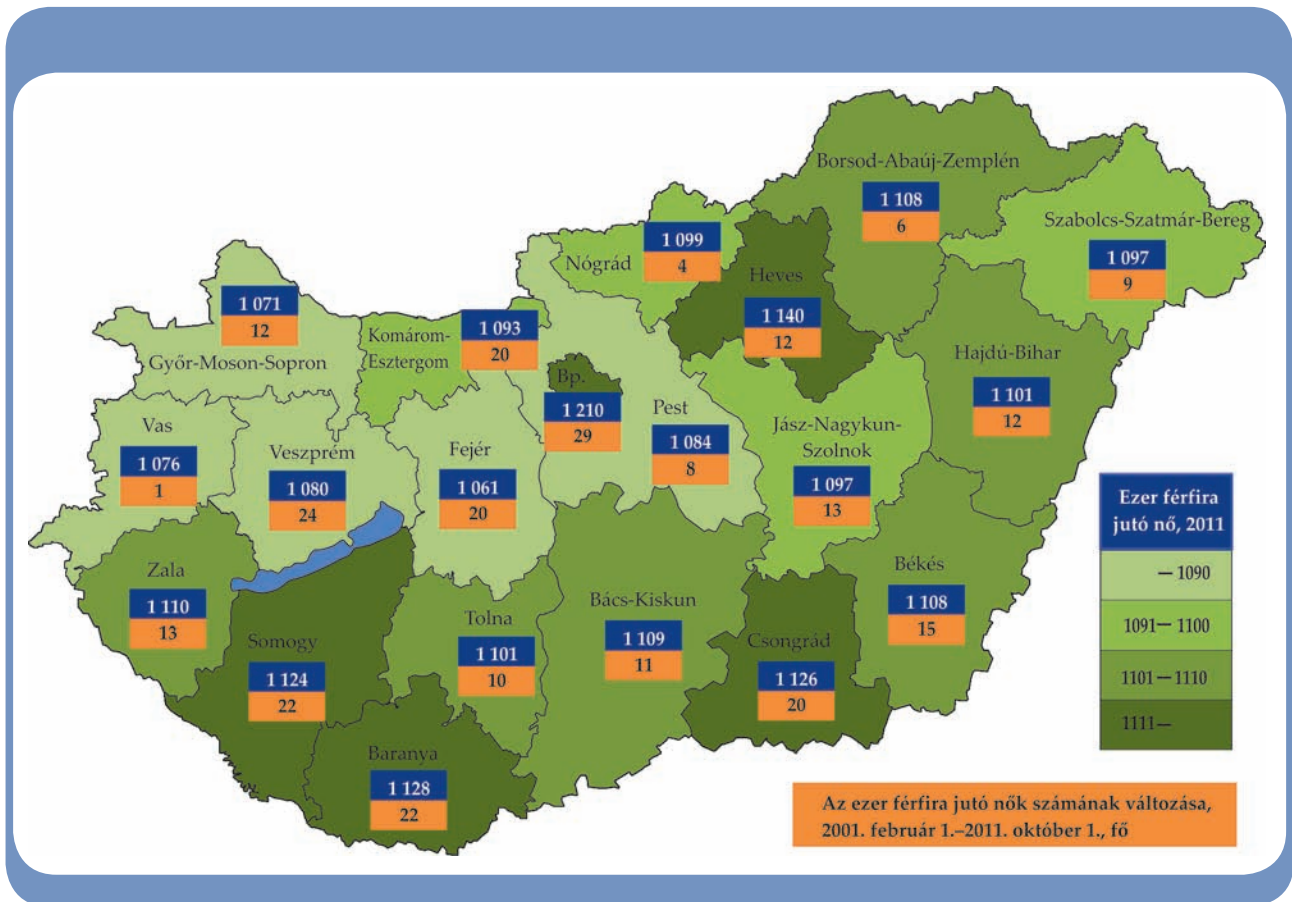 Borsod-Abaúj-Zemplén
1 108
6
Szabolcs-Szatmár-Bereg
1 097
9
Nógrád
1 099
4
Heves
1 140
12
Győr-Moson-Sopron
1 071
12
Komárom-
Esztergom
1 093
20
Hajdú-Bihar
1 101
12
Bp.
1 210
29
Pest
1 084
8
Jász-Nagykun-
Szolnok
1 097
13
Vas
1 076
1
Veszprém
1 080
24
Fejér
1 061
20
Zala
1 110
13
Somogy
1 124
22
Tolna
1 101
10
Bács-Kiskun
1 109
11
Csongrád
1 126
20
Békés
1 108
15
Baranya
1 128
22
Ezer férfira
jutó nő, 2011
— 1090
1091— 1100
1101— 1110
1111—
Az ezer férfira jutó nők számának változása,
2001. február 1.–2011. október 1., fő